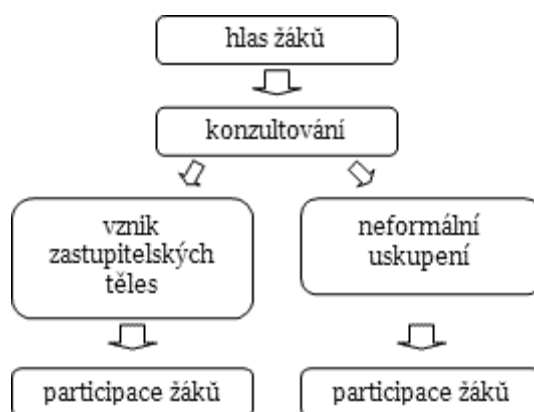 hlas žáků
konzultování
vznik
zastupitelských
těles
neformální
uskupení
participace žáků
participace žáků